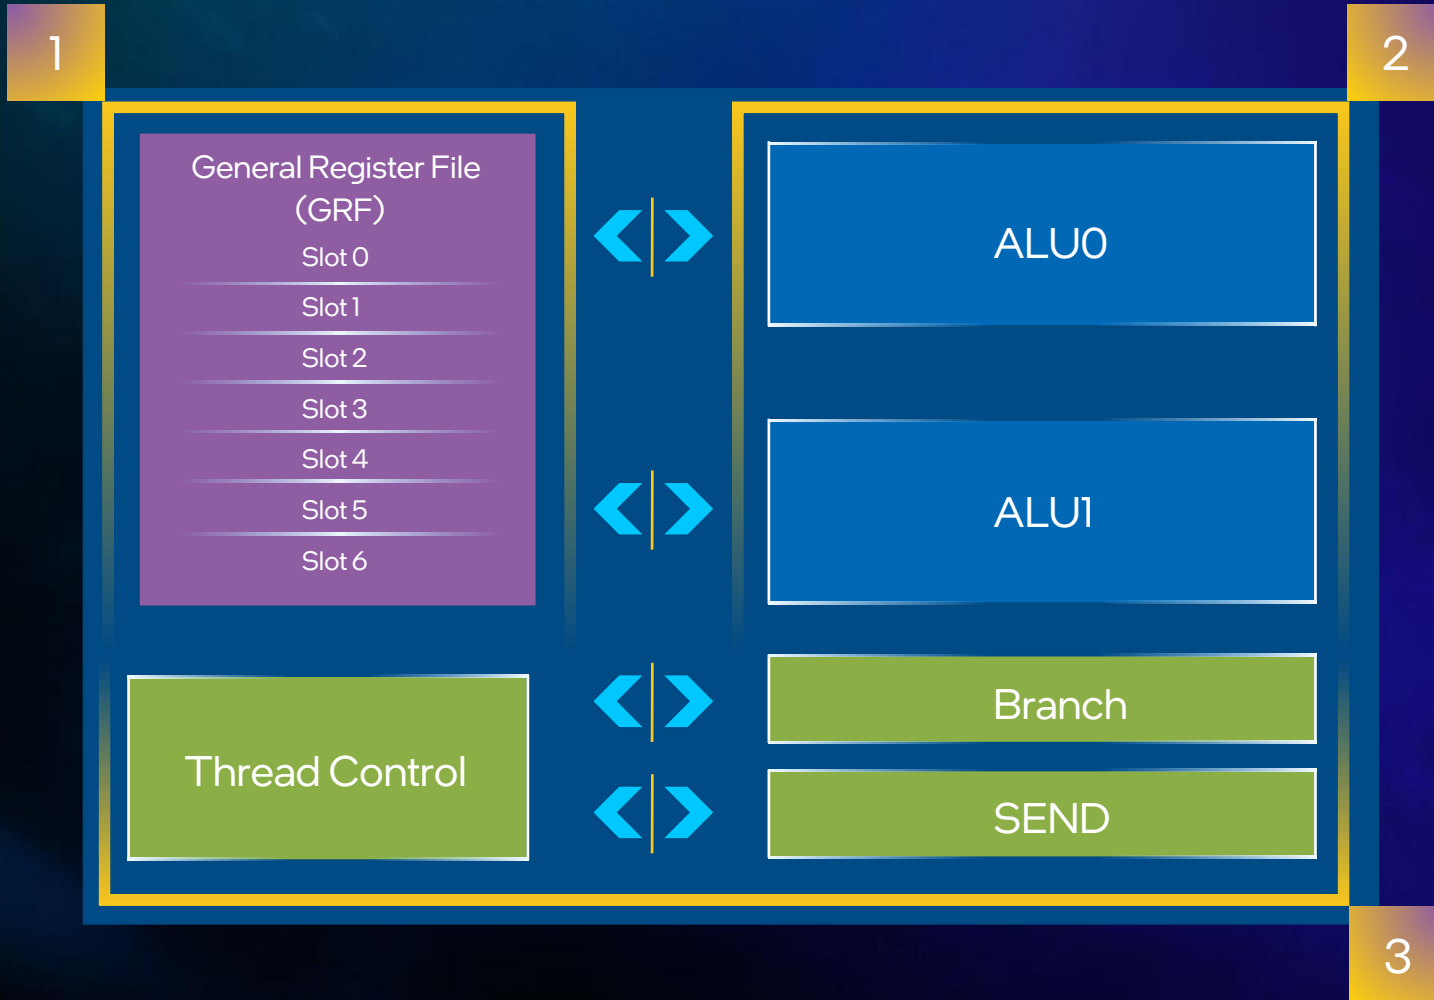 1
2
General Register File
(GRF)
Slot 0
Slot 1
Slot 2
Slot 3
Slot 4
Slot 5
Slot 6
ALU0
ALU1
Thread Control
Branch
SEND
3